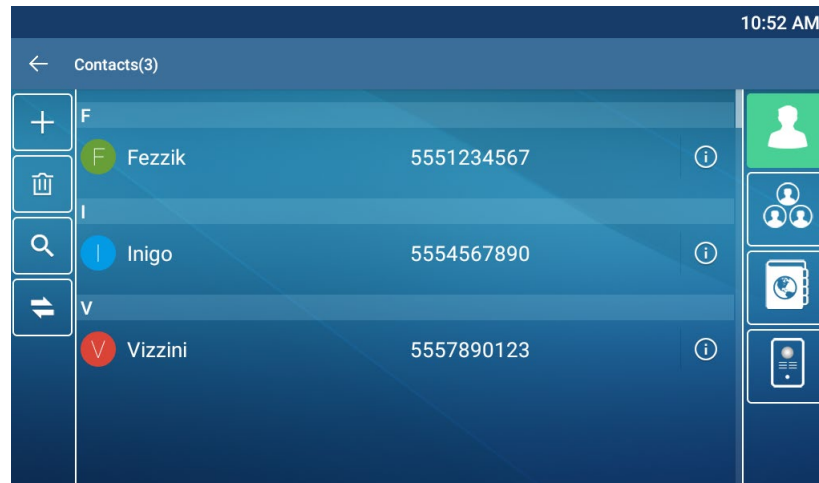 10:52 AM
Contacts(3)
F
F Fezzik 5551234567
I
I Inigo 5554567890
V
V Vizzini 5557890123